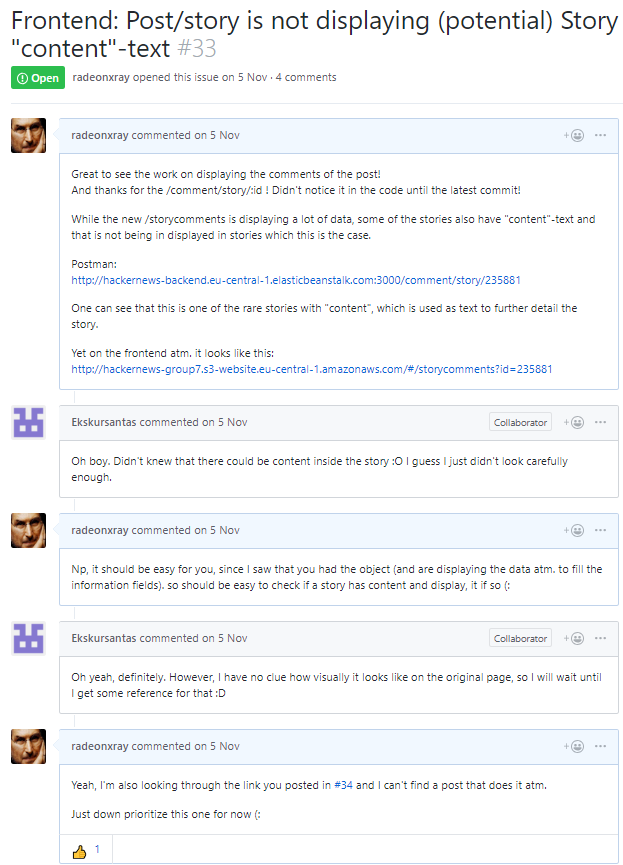 Frontend: Post/story is not displaying (potential) Story
"content"-text #33
Open radeonxray opened this issue on 5 Nov · 4 comments
radeonxray commented on 5 Nov
Great to see the work on displaying the comments of the post!
And thanks for the /comment/story/:id ! Didn't notice it in the code until the latest commit!
While the new /storycomments is displaying a lot of data, some of the stories also have "content"-text and
that is not being in displayed in stories which this is the case.
Postman:
http://hackernews-backend.eu-central-1.elasticbeanstalk.com:3000/comment/story/235881
One can see that this is one of the rare stories with "content", which is used as text to further detail the
story.
Yet on the frontend atm. it looks like this:
http://hackernews-group7.s3-website.eu-central-1.amazonaws.com/#/storycomments?id=235881
Ekskursantas commented on 5 Nov Collaborator
Oh boy. Didn't knew that there could be content inside the story :O I guess I just didn't look carefully
enough.
radeonxray commented on 5 Nov
Np, it should be easy for you, since I saw that you had the object (and are displaying the data atm. to fill the
information fields). so should be easy to check if a story has content and display, it if so (:
Ekskursantas commented on 5 Nov Collaborator
Oh yeah, definitely. However, I have no clue how visually it looks like on the original page, so I will wait until
I get some reference for that :D
radeonxray commented on 5 Nov
Yeah, I'm also looking through the link you posted in #34 and I can't find a post that does it atm.
Just down prioritize this one for now (:
1